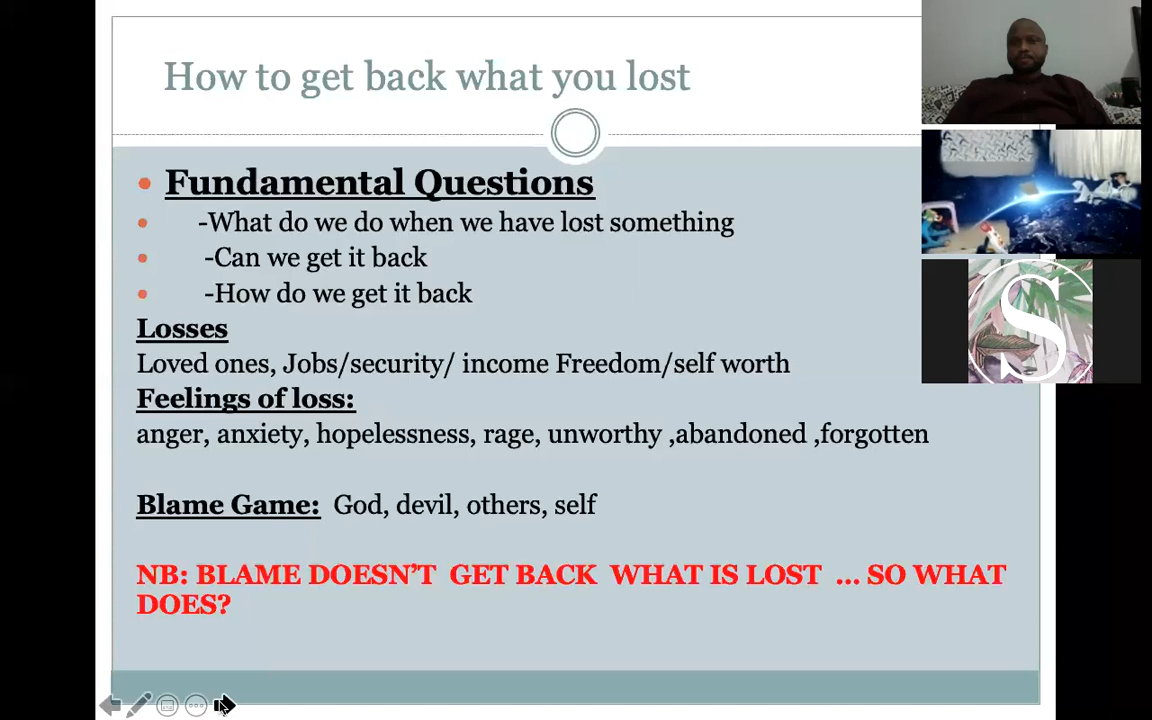 How to get back what you lost
Fundamental Questions
-What do we do when we have lost something
-Can we get it back
-How do we get it back
Losses
Loved ones, Jobs/security/ income Freedom/self worth
Feelings of loss:
anger, anxiety, hopelessness, rage, unworthy ,abandoned ,forgotten
Blame Game:  God, devil, others, self
NB: BLAME DOESN’T  GET BACK  WHAT IS LOST  ... SO WHAT
DOES?
S